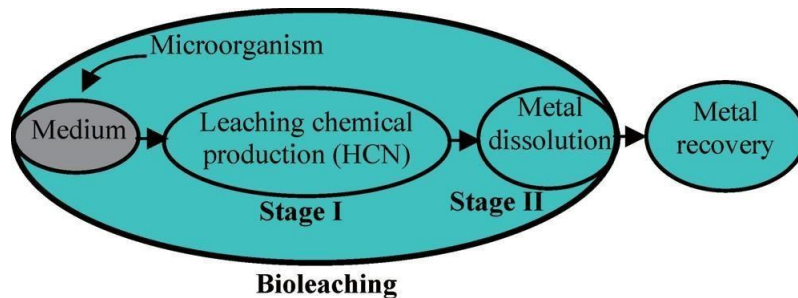 Microorganism
Medium
Leaching chemical
production (HCN)
Metal
dissolution
Metal
recovery
Stage I
Stage II
Bioleaching